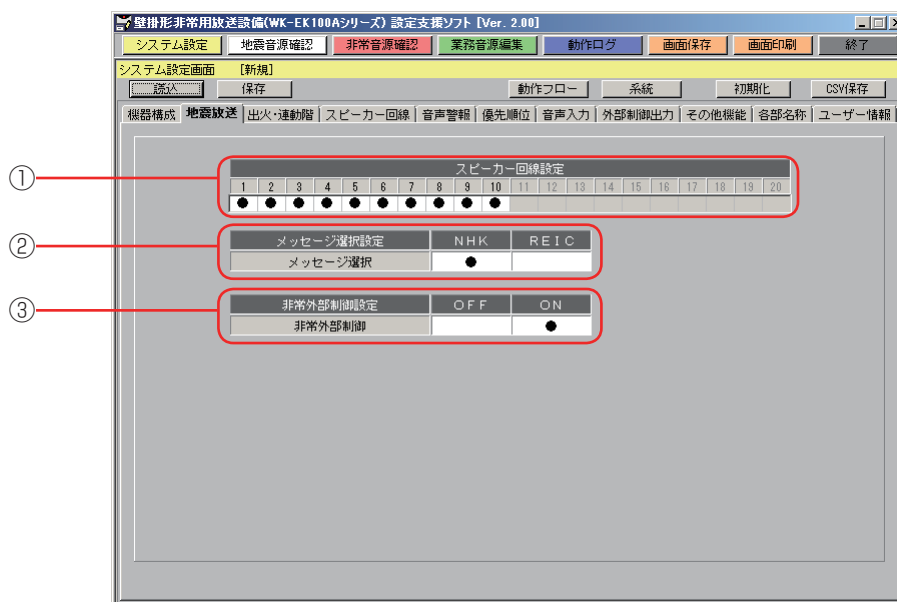 壁掛形非常用放送設備(WK-EK100Aシリーズ) 設定支援ソフト [Ver. 2.00]
システム設定 地震音源確認 非常音源確認 業務音源編集 動作ログ 画面保存 画面印刷 終了
システム設定画面 [新規]
読込 保存 動作フロー 系統 初期化 CSV保存
機器構成 地震放送 出火・連動階 スピーカー回線 音声警報 優先順位 音声入力 外部制御出力 その他機能 各部名称 ユーザー情報
① スピーカー回線設定
1 2 3 4 5 6 7 8 9 10 11 12 13 14 15 16 17 18 19 20
● ● ● ● ● ● ● ● ● ●
② メッセージ選択設定 NHK REIC
メッセージ選択 ●
③ 非常外部制御設定 OFF ON
非常外部制御 ●